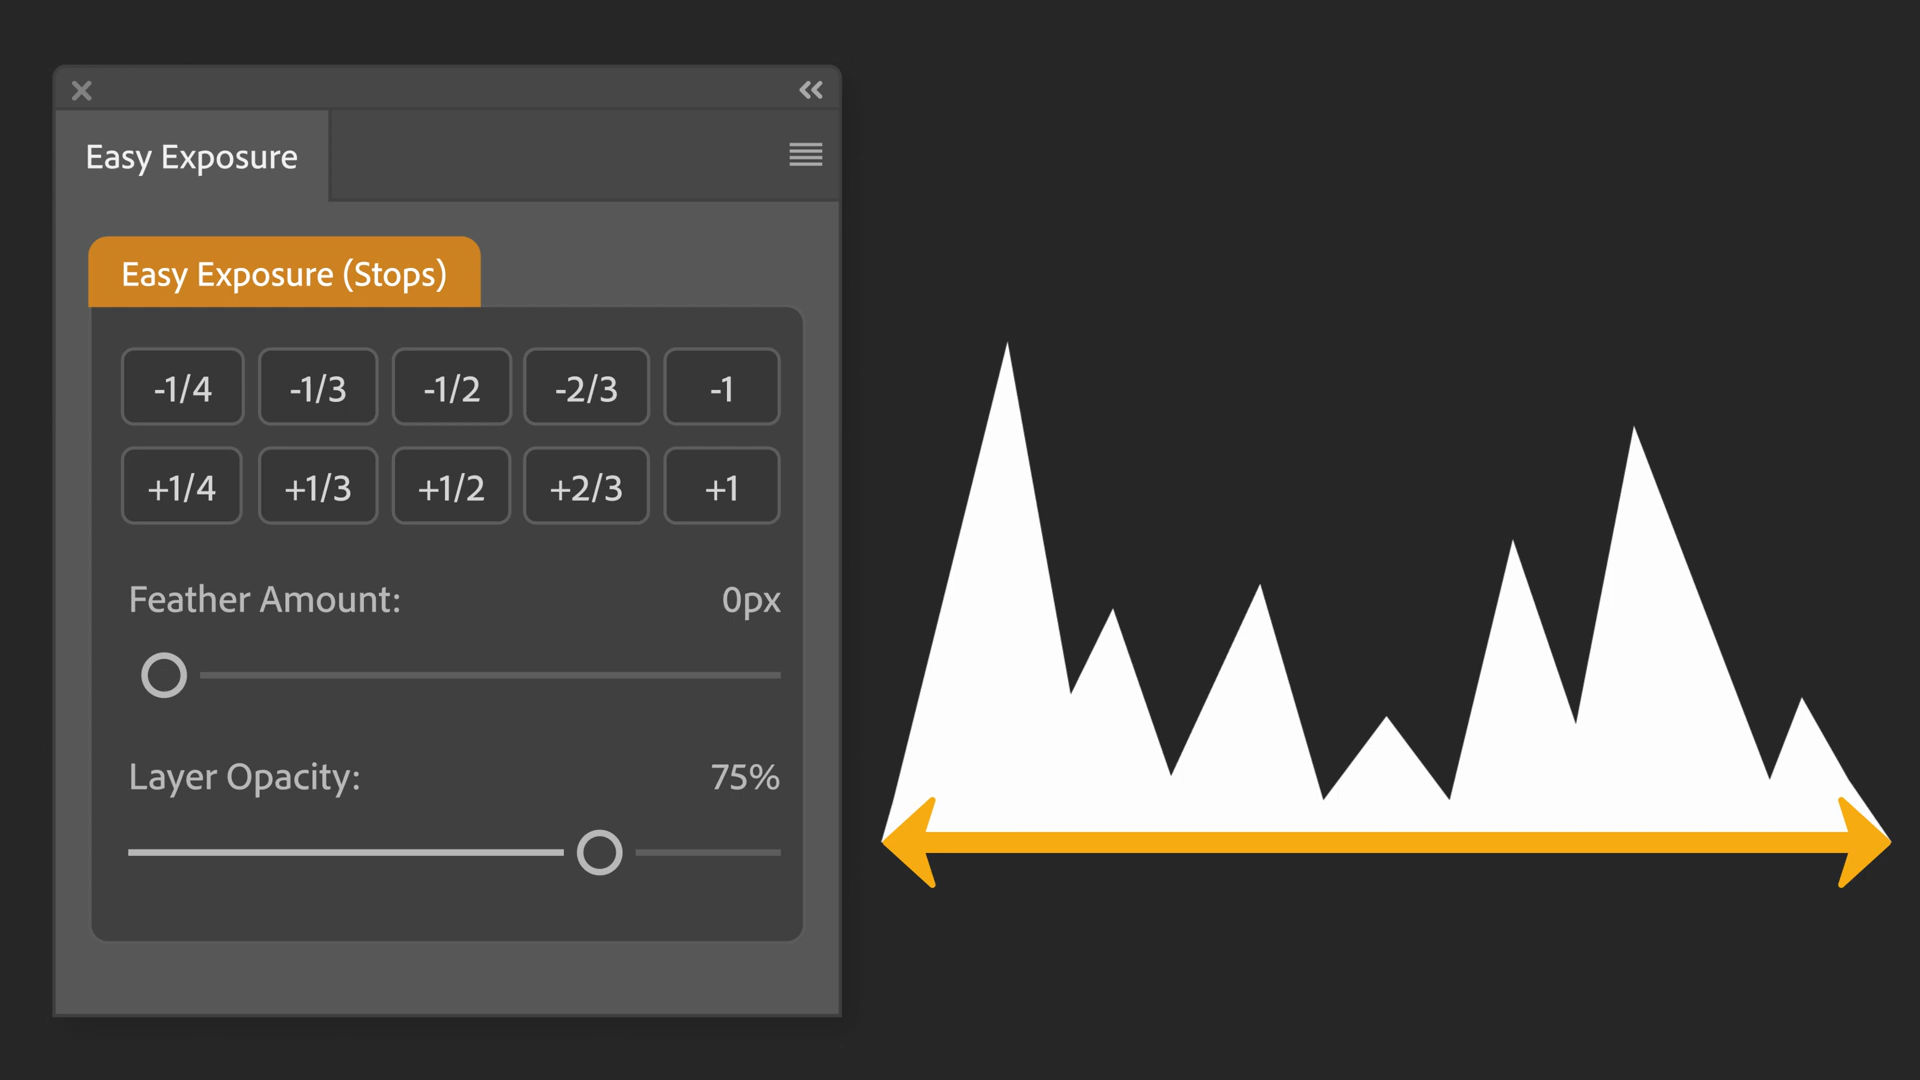 Easy Exposure
Easy Exposure (Stops)
-1/4 -1/3 -1/2 -2/3 -1
+1/4 +1/3 +1/2 +2/3 +1
Feather Amount: 0px
Layer Opacity: 75%